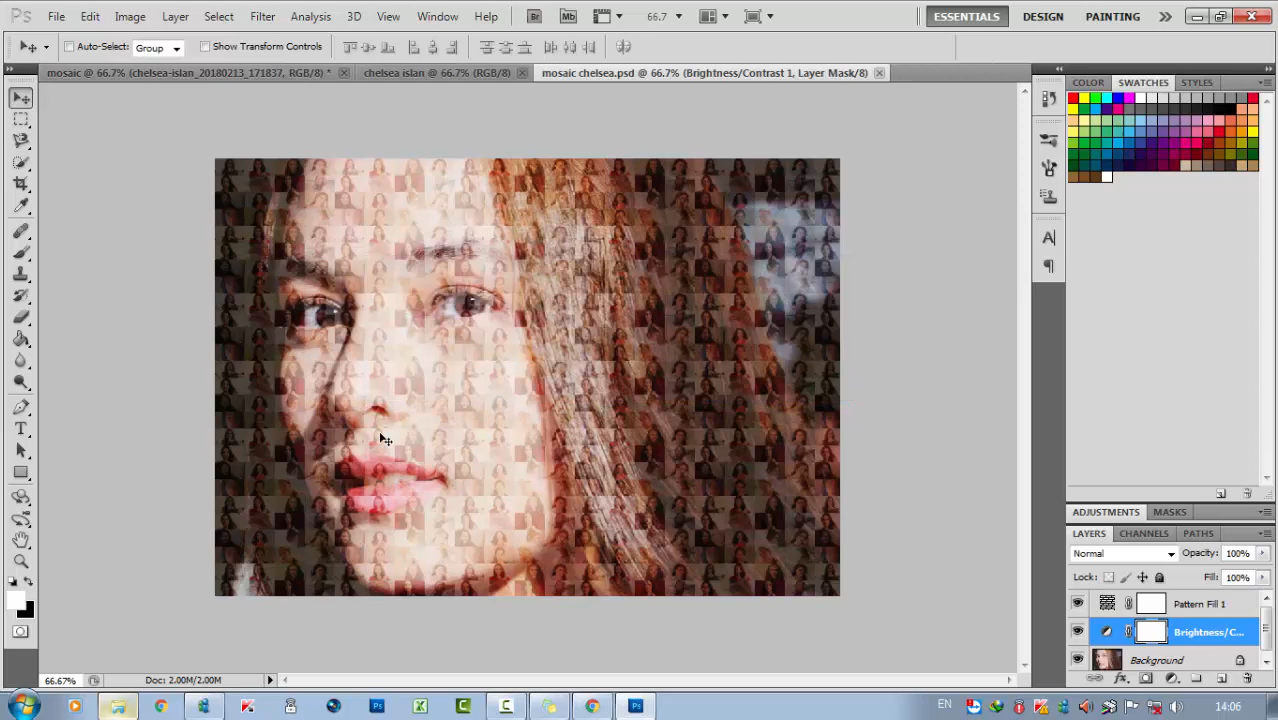 Ps File Edit Image Layer Select Filter Analysis 3D View Window Help Br Mb 66.7 ESSENTIALS DESIGN PAINTING
Auto-Select: Group Show Transform Controls
mosaic @ 66.7% (chelsea-islan_20180213_171837, RGB/8) * chelsea islan @ 66.7% (RGB/8) mosaic chelsea.psd @ 66.7% (Brightness/Contrast 1, Layer Mask/8)
COLOR SWATCHES STYLES
ADJUSTMENTS MASKS
LAYERS CHANNELS PATHS
Normal Opacity: 100%
Lock: Fill: 100%
Pattern Fill 1
Brightness/C...
Background
66.67% Doc: 2.00M/2.00M
EN 14:06